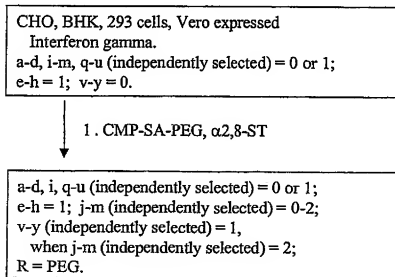 CHO, BHK, 293 cells, Vero expressed
Interferon gamma.
a-d, i-m, q-u (independently selected) = 0 or 1;
e-h = 1; v-y = 0.
1. CMP-SA-PEG, α2,8-ST
a-d, i, q-u (independently selected) = 0 or 1;
e-h = 1; j-m (independently selected) = 0-2;
v-y (independently selected) = 1,
when j-m (independently selected) = 2;
R = PEG.